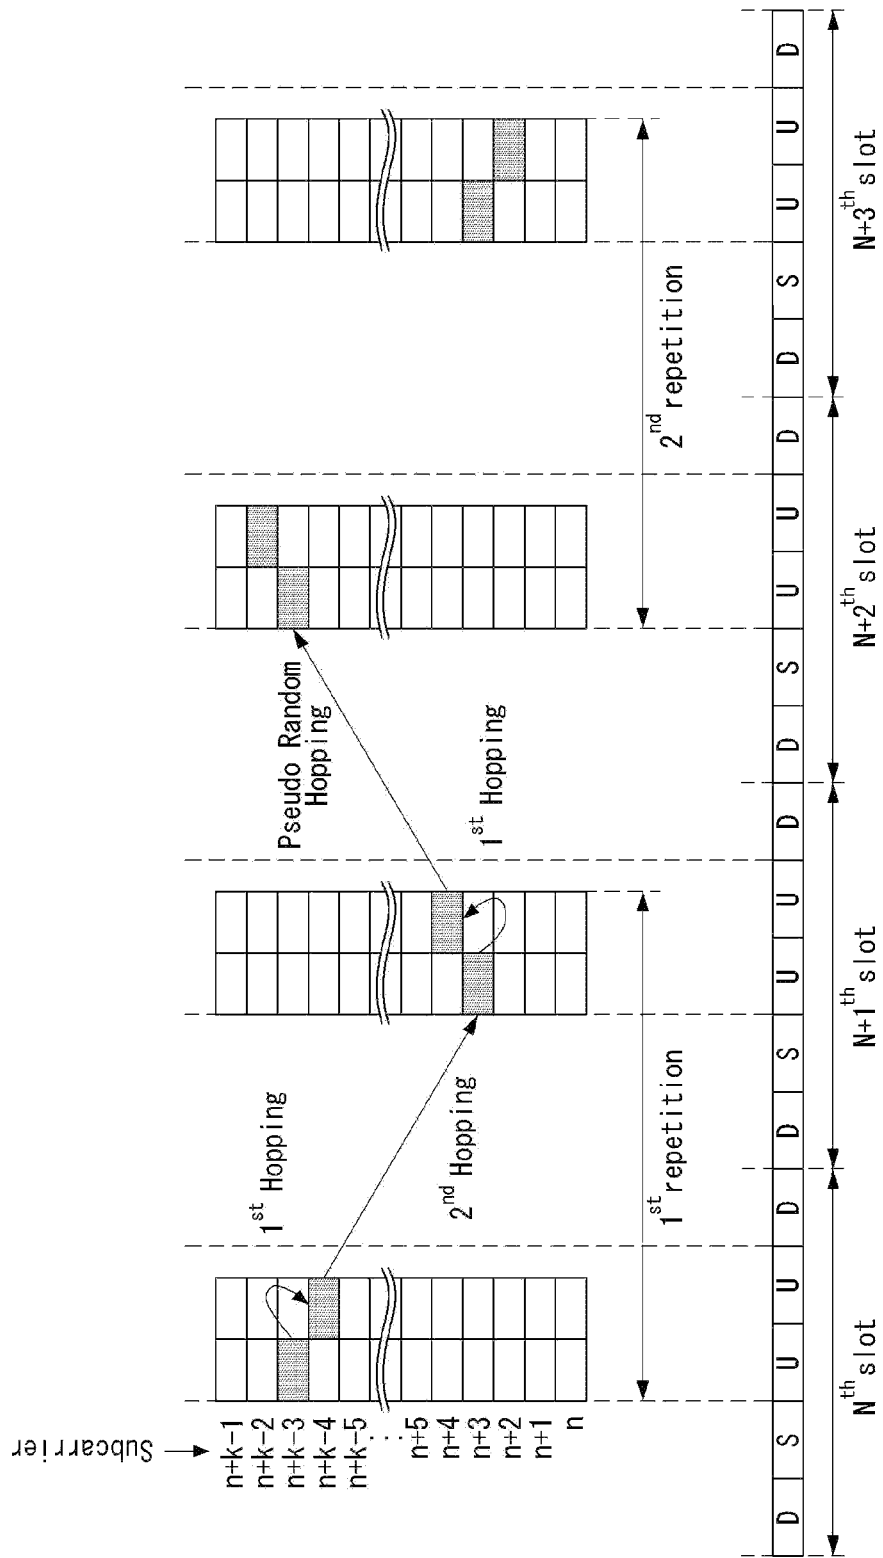 Subcarrier
n+k-1
n+k-2
n+k-3
n+k-4
n+k-5
...
n+5
n+4
n+3
n+2
n+1
n
1st Hopping
2nd Hopping
Pseudo Random
Hopping
1st Hopping
1st repetition
2nd repetition
D S U U D D S U U D D S U U D D S U U D
Nth slot
N+1th slot
N+2th slot
N+3th slot